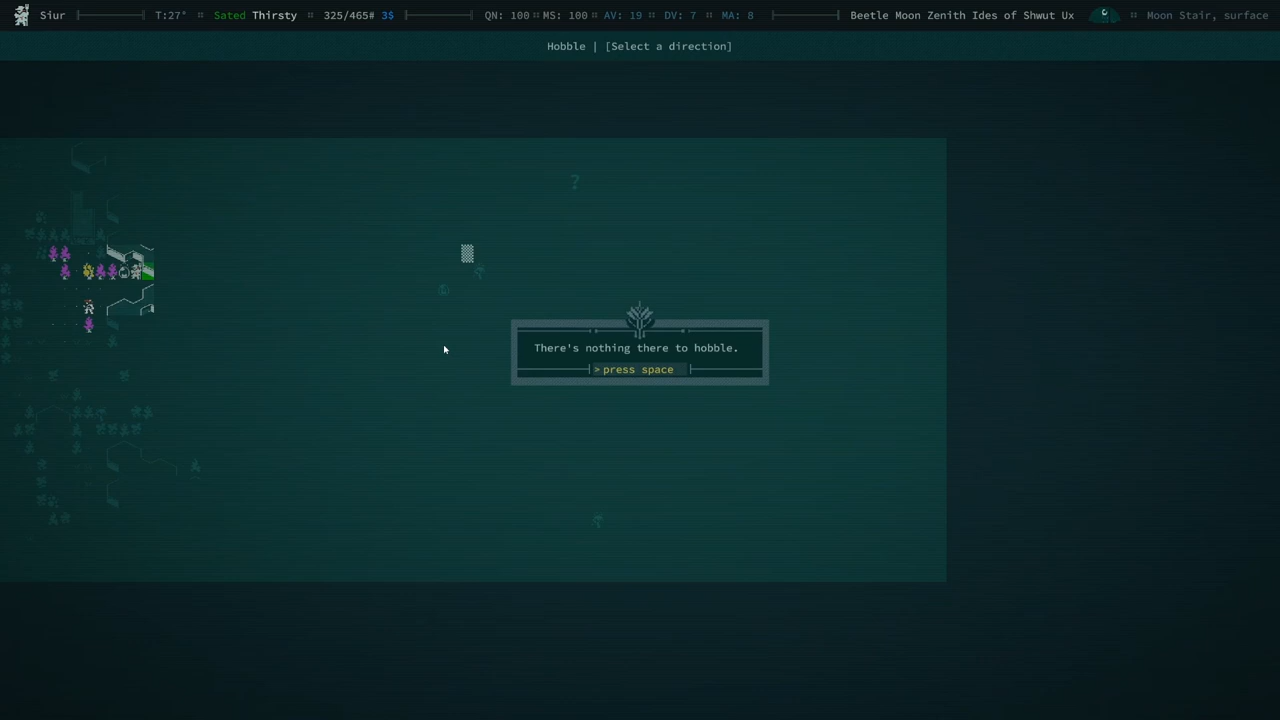 Siur T:27° Sated Thirsty 325/465# 3$ QN: 100 MS: 100 AV: 19 DV: 7 MA: 8 Beetle Moon Zenith Ides of Shwut Ux Moon Stair, surface
Hobble | [Select a direction]
?
There's nothing there to hobble.
> press space